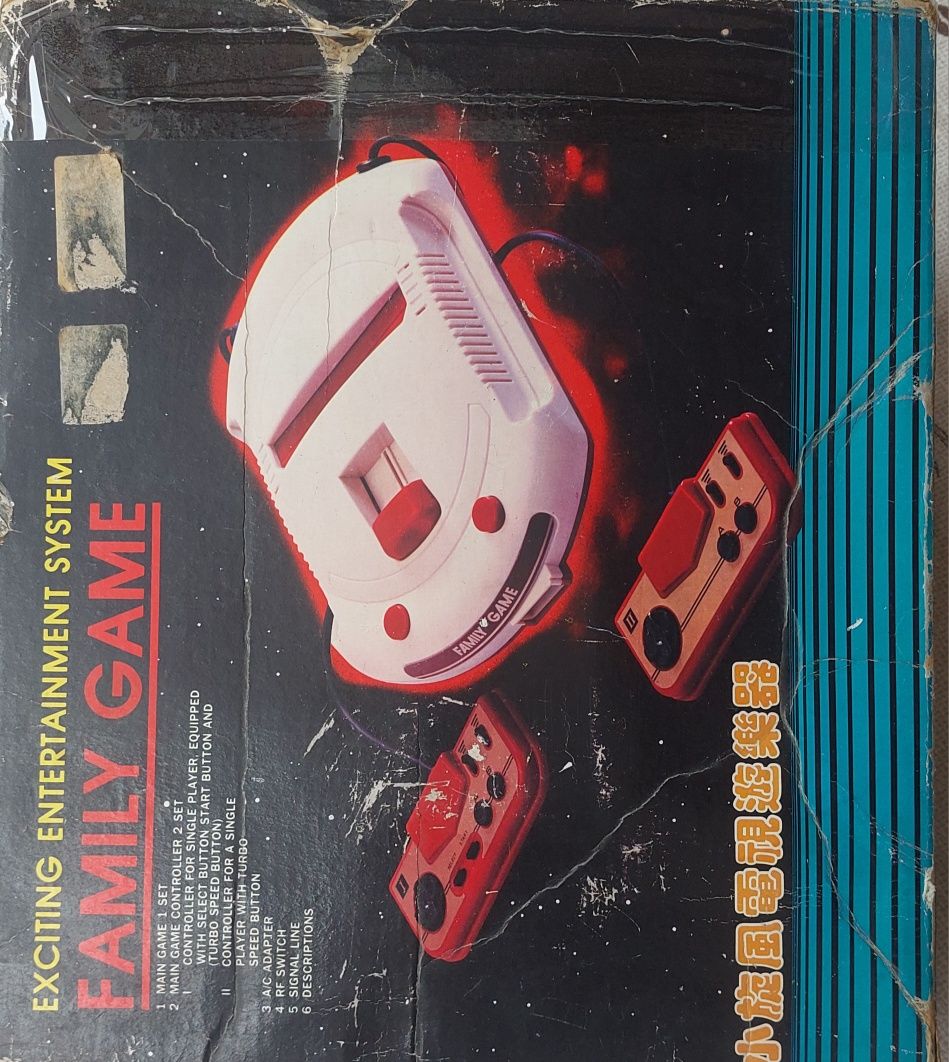 EXCITING ENTERTAINMENT SYSTEM
FAMILY GAME
1 MAIN GAME 1 SET
2 MAIN GAME CONTROLLER 2 SET
I CONTROLLER FOR SINGLE PLAYER, EQUIPPED
WITH SELECT BUTTON START BUTTON AND
(TURBO SPEED BUTTON)
II CONTROLLER FOR A SINGLE
PLAYER WITH TURBO
SPEED BUTTON
3 A/C ADAPTER
4 RF SWITCH
5 SIGNAL LINE
6 DESCRIPTIONS
FAMILY GAME
I
SELECT START
II
A B
小旋風電視遊樂器